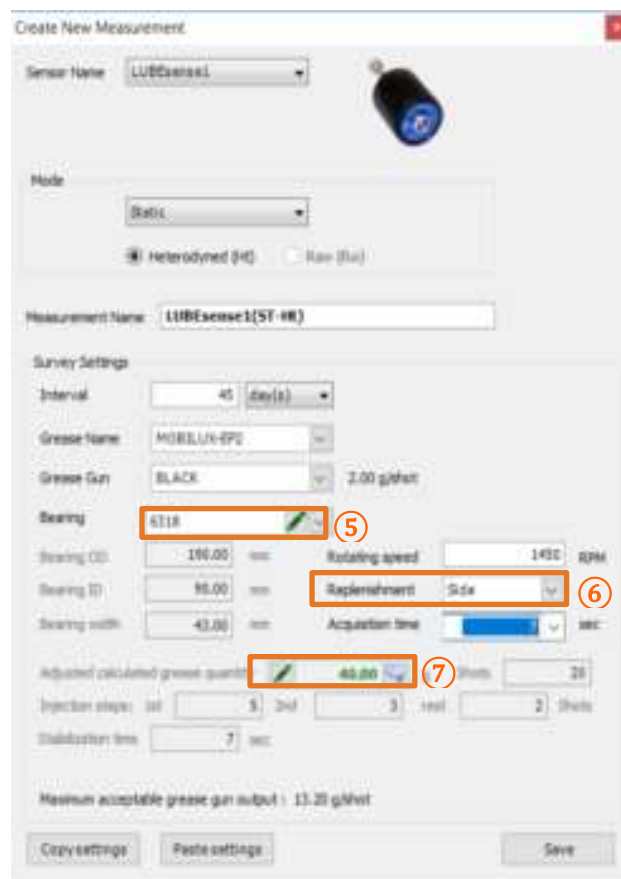 Create New Measurement
Sensor Name LUBEsense1
Mode
Static
Heterodyned (Ht) Raw (Rw)
Measurement Name LUBEsense1(ST-HR)
Survey Settings
Interval 45 day(s)
Grease Name MOBILUX-EP2
Grease Gun BLACK 2.00 g/shot
Bearing 6318 ⑤
Bearing OD 190.00 mm Rotating speed 1450 RPM
Bearing ID 90.00 mm Replenishment Side ⑥
Bearing width 43.00 mm Acquisition time sec
Adjusted calculated grease quantity 40.00 ⑦ Shots 20
Injection steps: 1st 5 2nd 3 next 2 Shots
Stabilization time 7 sec
Maximum acceptable grease gun output : 13.20 g/shot
Copy settings Paste settings Save